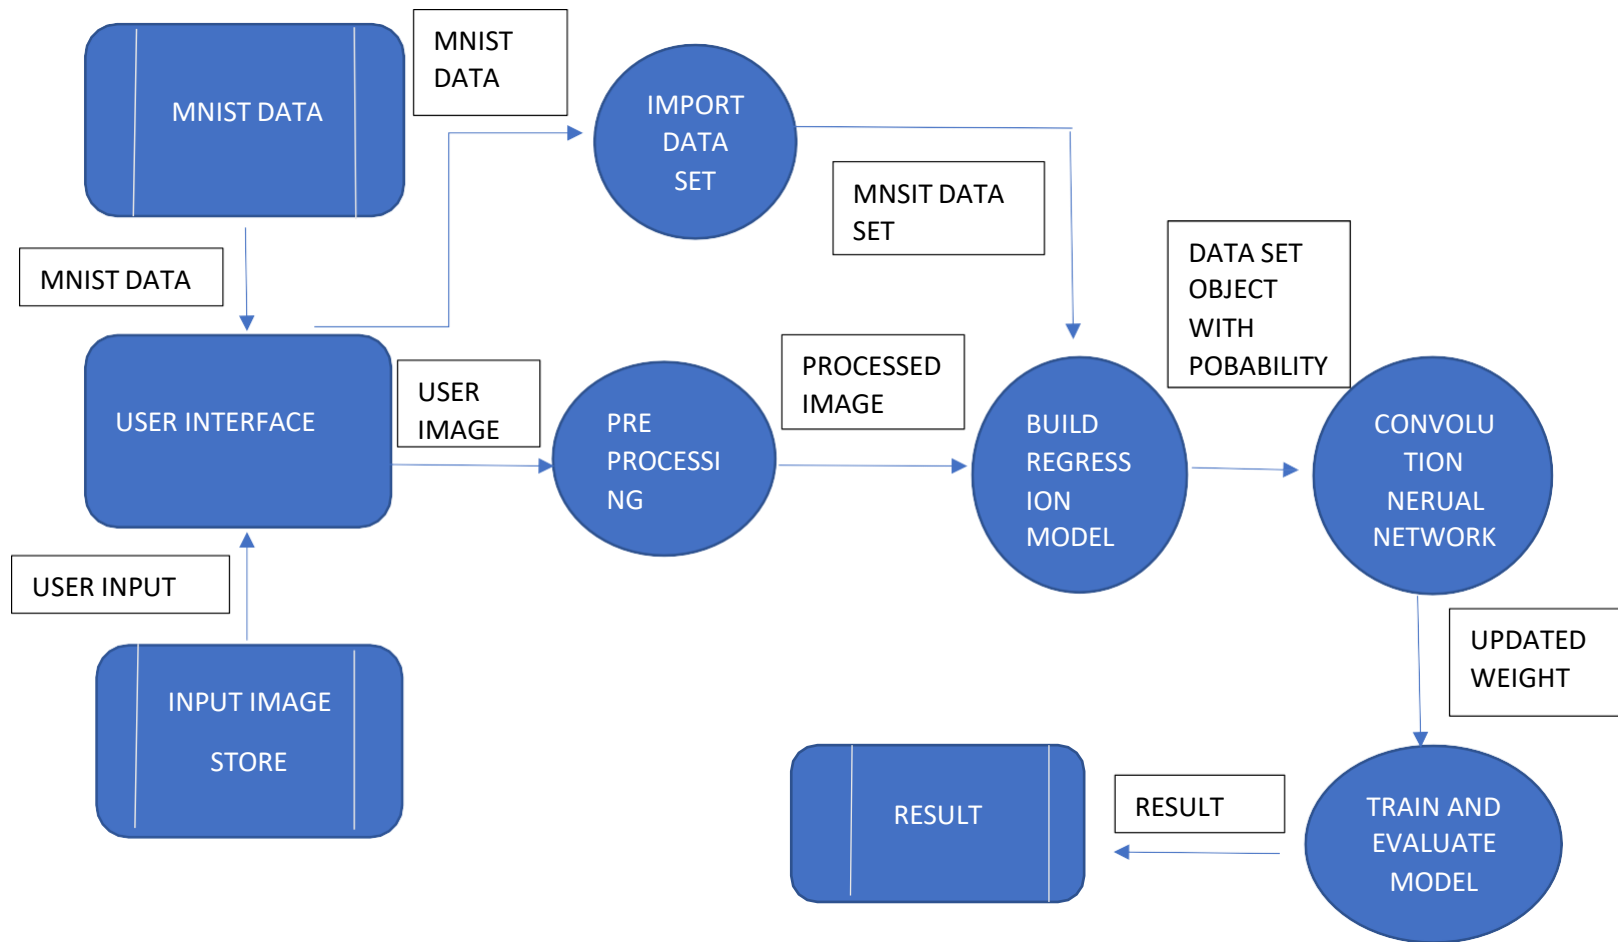 MNIST DATA
MNIST
DATA
IMPORT
DATA
SET
MNSIT DATA
SET
MNIST DATA
DATA SET
OBJECT
WITH
POBABILITY
USER INTERFACE
USER
IMAGE
PRE
PROCESSI
NG
PROCESSED
IMAGE
BUILD
REGRESS
ION
MODEL
CONVOLU
TION
NERUAL
NETWORK
USER INPUT
INPUT IMAGE
STORE
UPDATED
WEIGHT
RESULT
RESULT
TRAIN AND
EVALUATE
MODEL